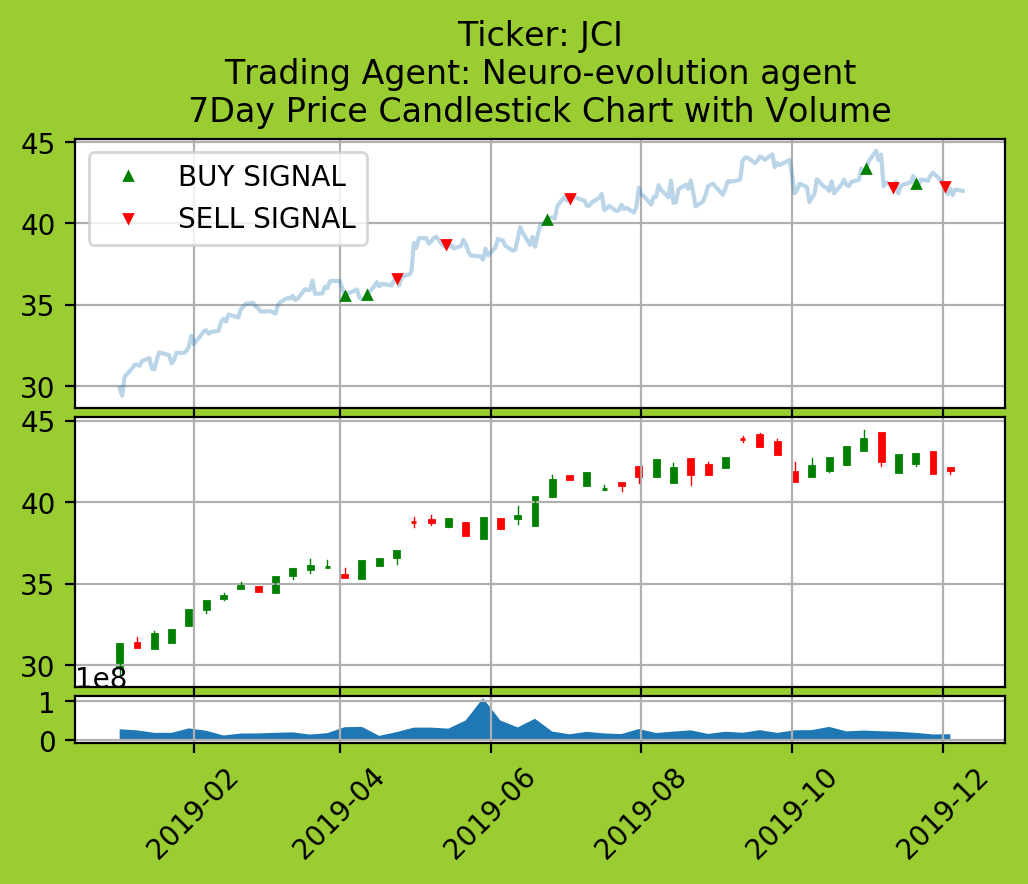 Ticker: JCI
Trading Agent: Neuro-evolution agent
7Day Price Candlestick Chart with Volume
45
40
35
30
BUY SIGNAL
SELL SIGNAL
45
40
35
30
1e8
1
0
2019-02
2019-04
2019-06
2019-08
2019-10
2019-12